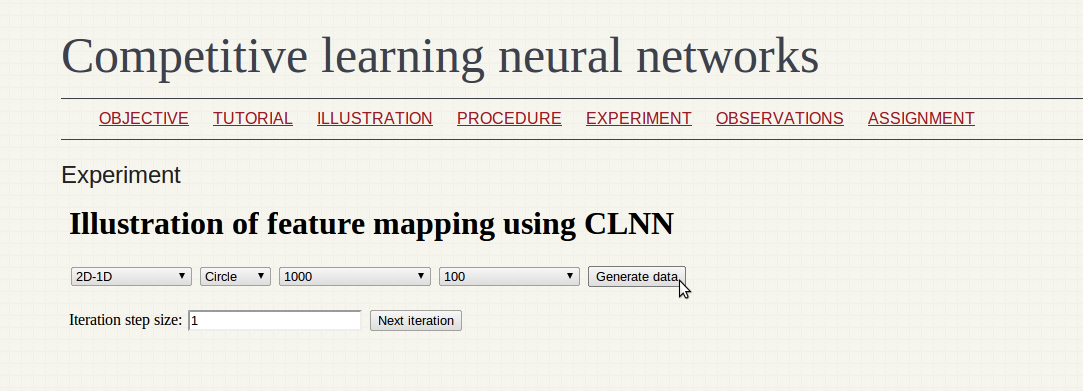 Competitive learning neural networks
OBJECTIVE TUTORIAL ILLUSTRATION PROCEDURE EXPERIMENT OBSERVATIONS ASSIGNMENT
Experiment
Illustration of feature mapping using CLNN
2D-1D Circle 1000 100 Generate data
Iteration step size: 1 Next iteration